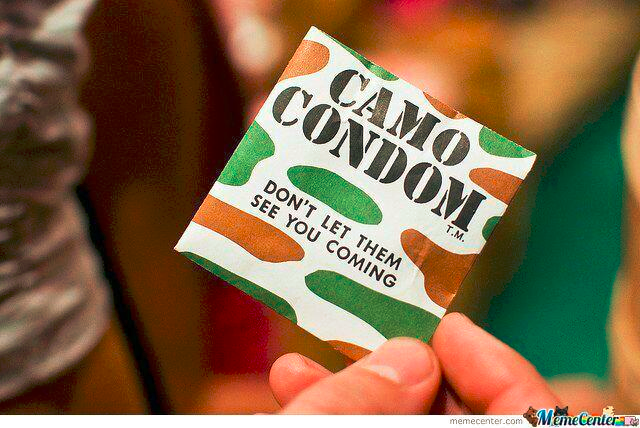 CAMO
CONDOM
T.M.
DON'T LET THEM
SEE YOU COMING
memecenter.com MemeCenter